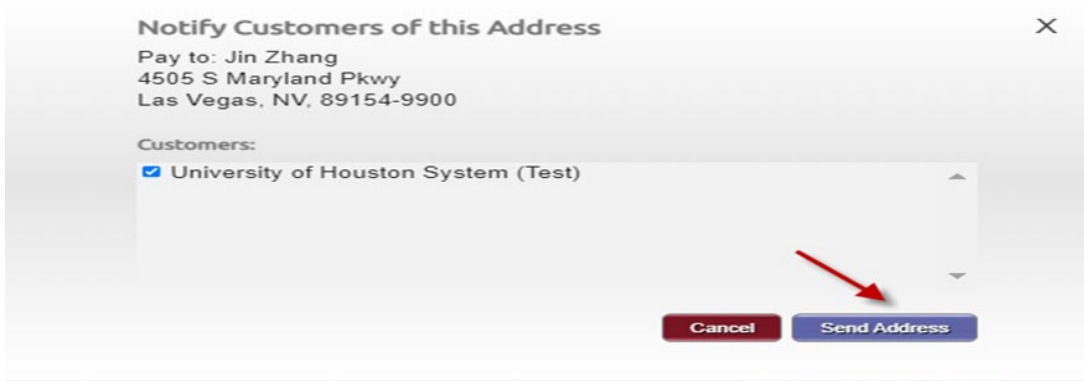 Notify Customers of this Address
Pay to: Jin Zhang
4505 S Maryland Pkwy
Las Vegas, NV, 89154-9900
Customers:
University of Houston System (Test)
Cancel Send Address